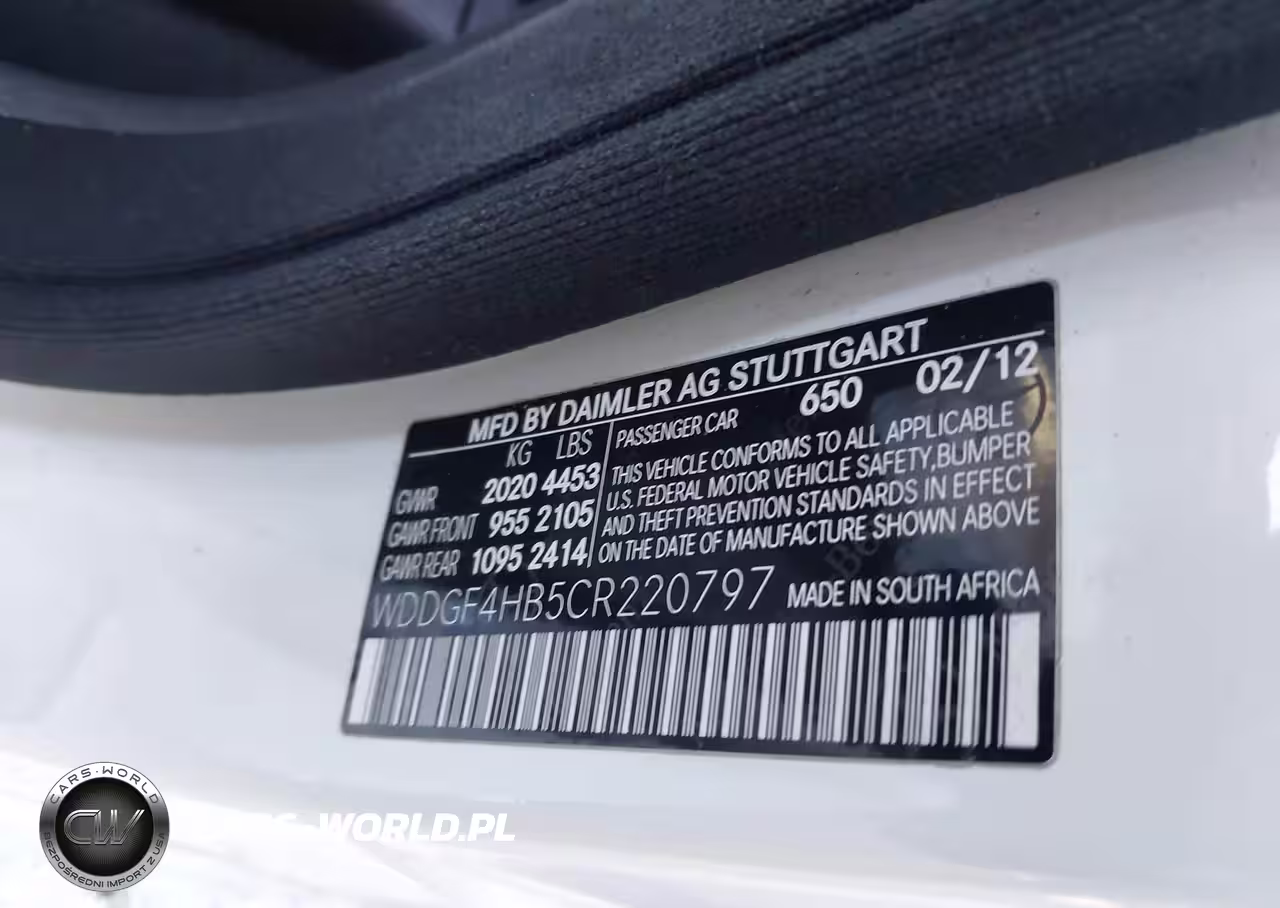 MFD BY DAIMLER AG STUTTGART
KG LBS
GVWR 2020 4453
GAWR FRONT 955 2105
GAWR REAR 1095 2414
PASSENGER CAR 650 02/12
THIS VEHICLE CONFORMS TO ALL APPLICABLE
U.S. FEDERAL MOTOR VEHICLE SAFETY, BUMPER
AND THEFT PREVENTION STANDARDS IN EFFECT
ON THE DATE OF MANUFACTURE SHOWN ABOVE
WDDGF4HB5CR220797 MADE IN SOUTH AFRICA
CARS-WORLD
CW
BEZPOŚREDNI IMPORT Z USA
CARS-WORLD.PL